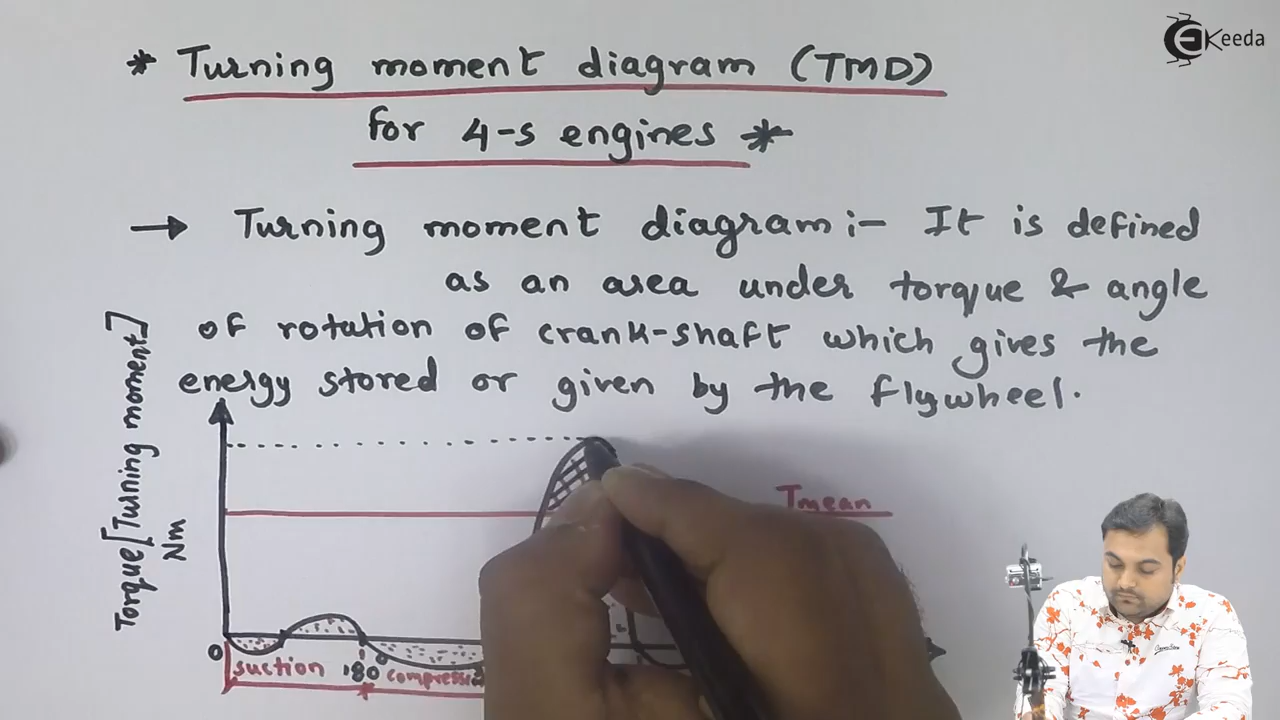 Keeda
* Turning moment diagram (TMD)
for 4-s engines *
→ Turning moment diagram :- It is defined
as an area under torque & angle
of rotation of crank-shaft which gives the
energy stored or given by the flywheel.
Torque [Turning moment]
Nm
Tmean
0
suction 180°